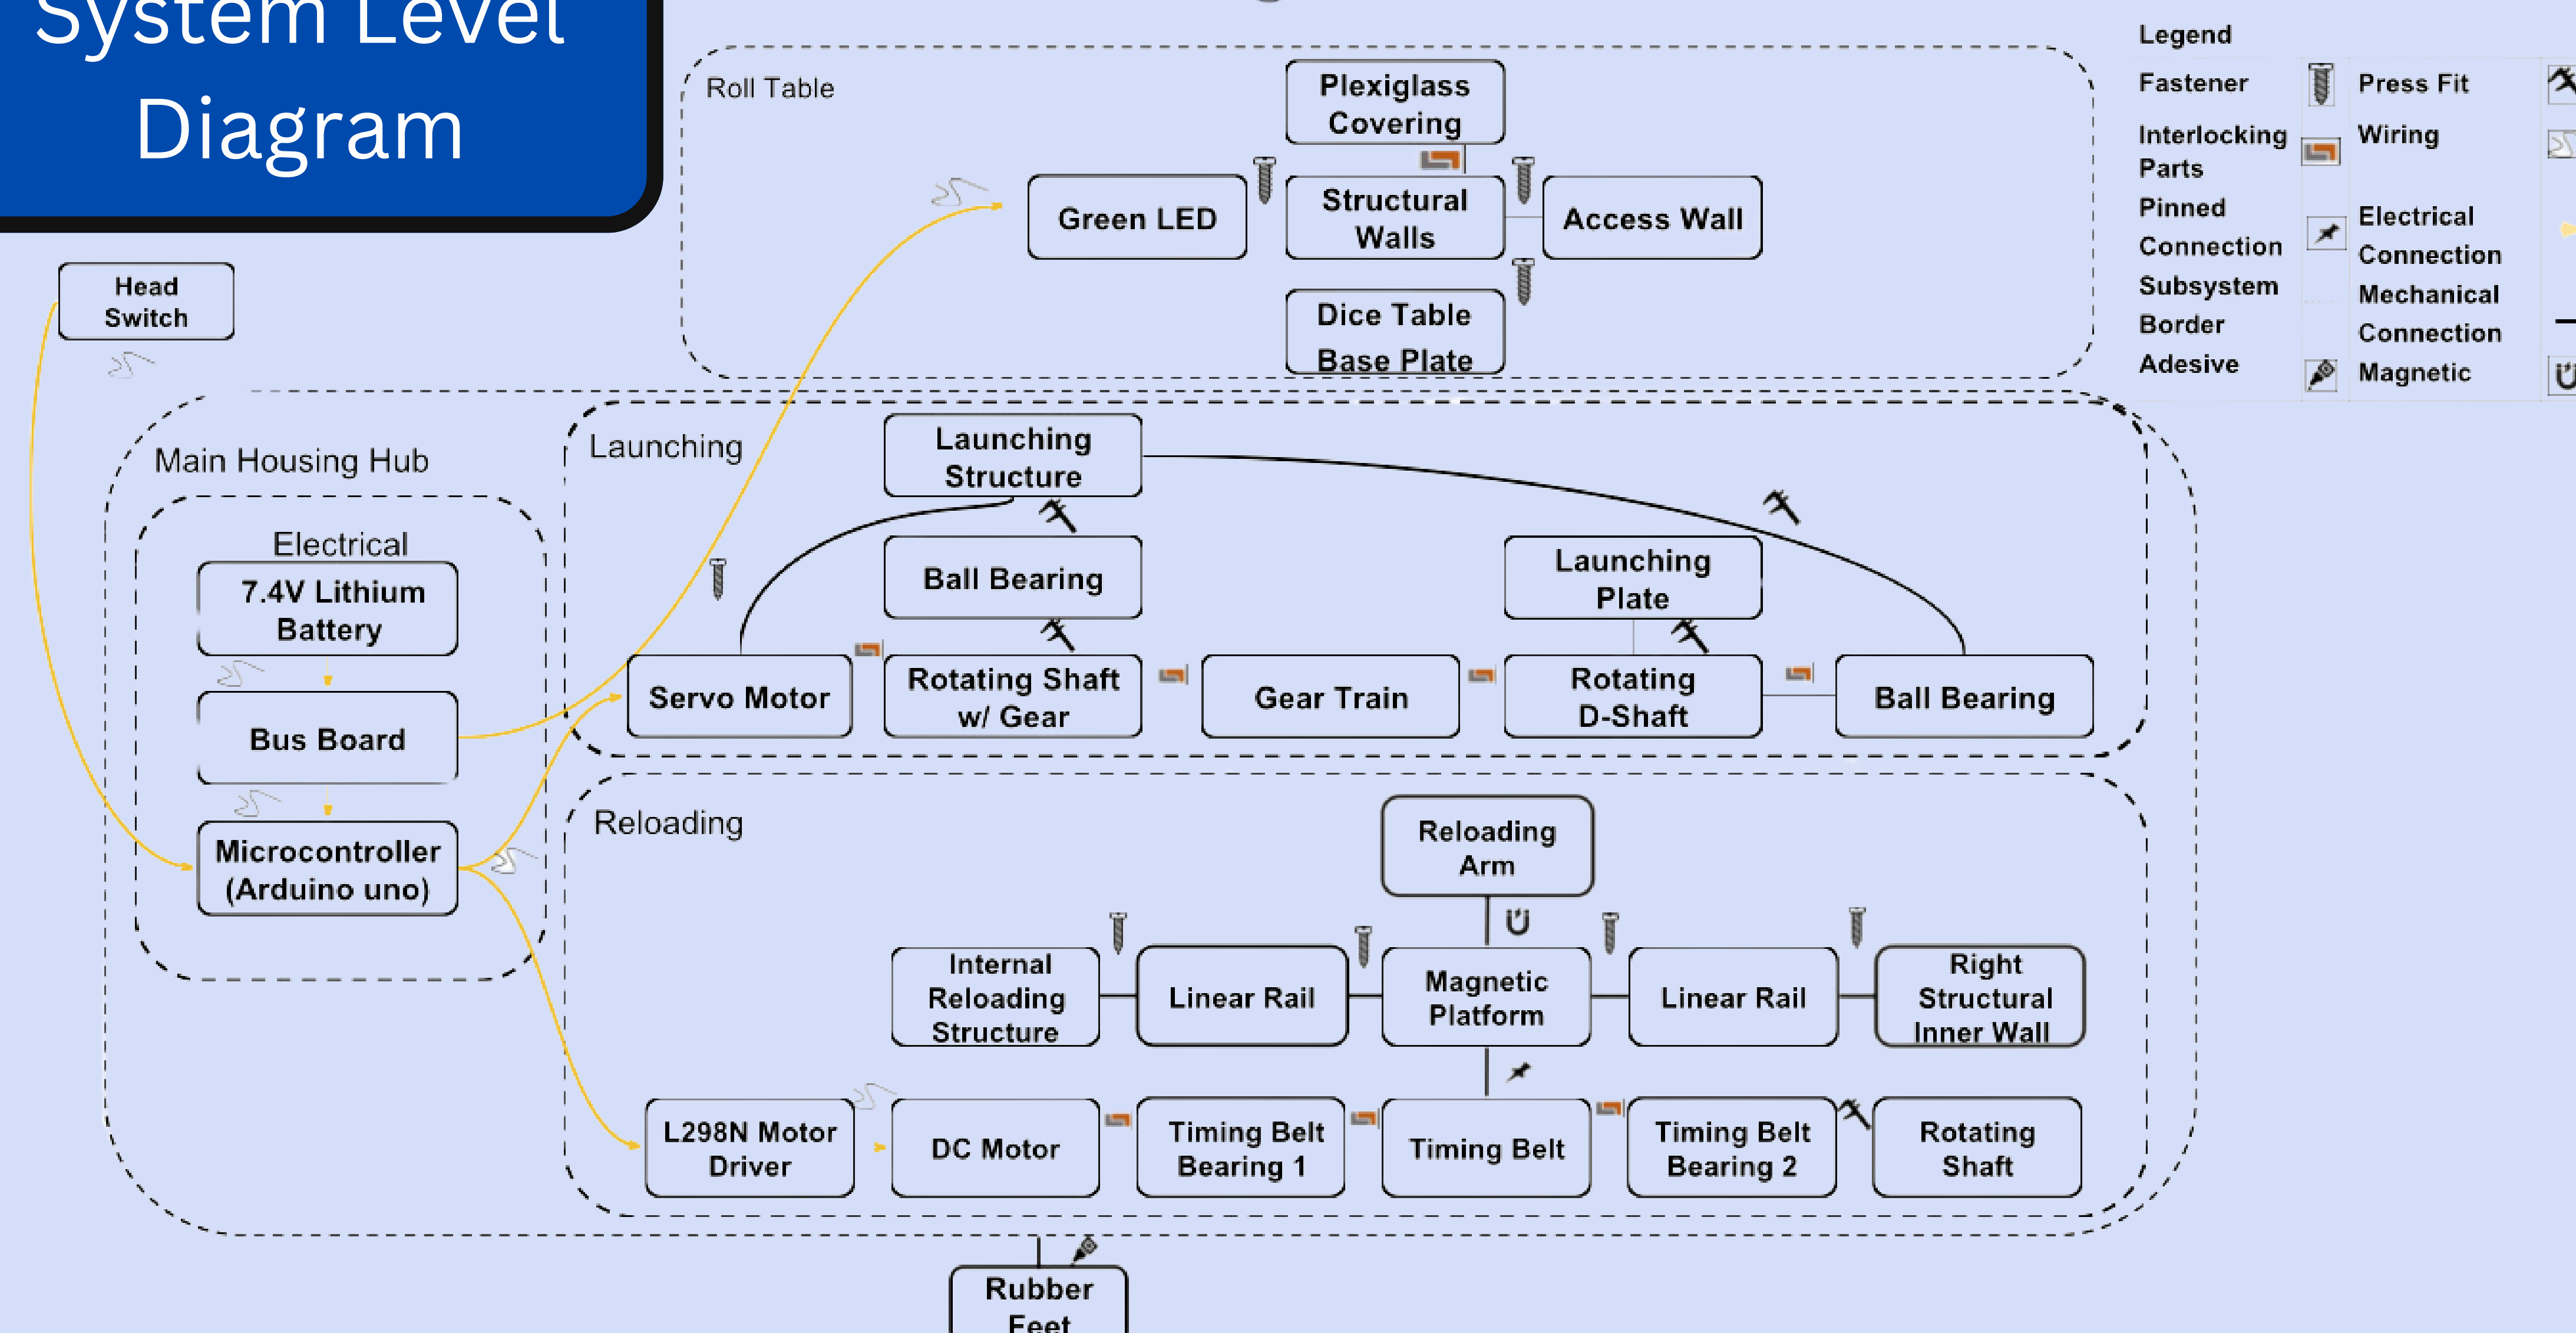 System Level
Diagram
Legend
Fastener
Press Fit
Interlocking
Parts
Wiring
Pinned
Connection
Electrical
Connection
Subsystem
Border
Mechanical
Connection
Adesive
Magnetic
Roll Table
Plexiglass
Covering
Green LED
Structural
Walls
Access Wall
Dice Table
Base Plate
Head
Switch
Main Housing Hub
Electrical
7.4V Lithium
Battery
Bus Board
Microcontroller
(Arduino uno)
Launching
Launching
Structure
Ball Bearing
Launching
Plate
Servo Motor
Rotating Shaft
w/ Gear
Gear Train
Rotating
D-Shaft
Ball Bearing
Reloading
Reloading
Arm
Internal
Reloading
Structure
Linear Rail
Magnetic
Platform
Linear Rail
Right
Structural
Inner Wall
L298N Motor
Driver
DC Motor
Timing Belt
Bearing 1
Timing Belt
Timing Belt
Bearing 2
Rotating
Shaft
Rubber
Feet